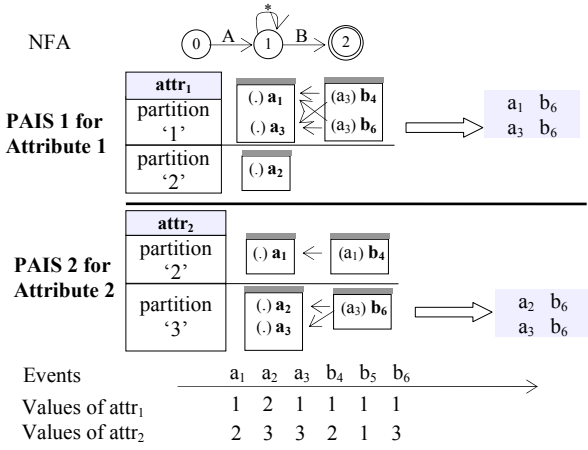 NFA 0 A 1 * B 2
PAIS 1 for Attribute 1
attr₁
partition ‘1’
(.) a₁ (a₃) b₄
(.) a₃ (a₃) b₆
a₁ b₆
a₃ b₆
partition ‘2’
(.) a₂
PAIS 2 for Attribute 2
attr₂
partition ‘2’
(.) a₁ (a₁) b₄
partition ‘3’
(.) a₂ (a₃) b₆
(.) a₃
a₂ b₆
a₃ b₆
Events a₁ a₂ a₃ b₄ b₅ b₆
Values of attr₁ 1 2 1 1 1 1
Values of attr₂ 2 3 3 2 1 3